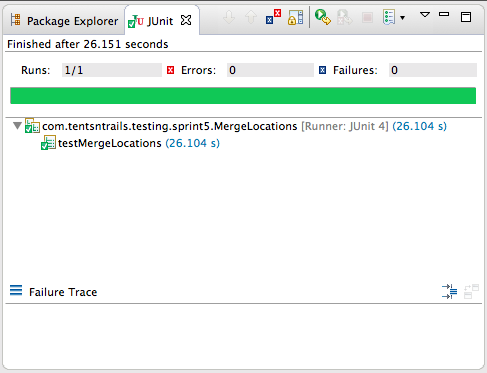 Package Explorer JUnit
Finished after 26.151 seconds
Runs: 1/1 Errors: 0 Failures: 0
com.tentsntrails.testing.sprint5.MergeLocations [Runner: JUnit 4] (26.104 s)
testMergeLocations (26.104 s)
Failure Trace